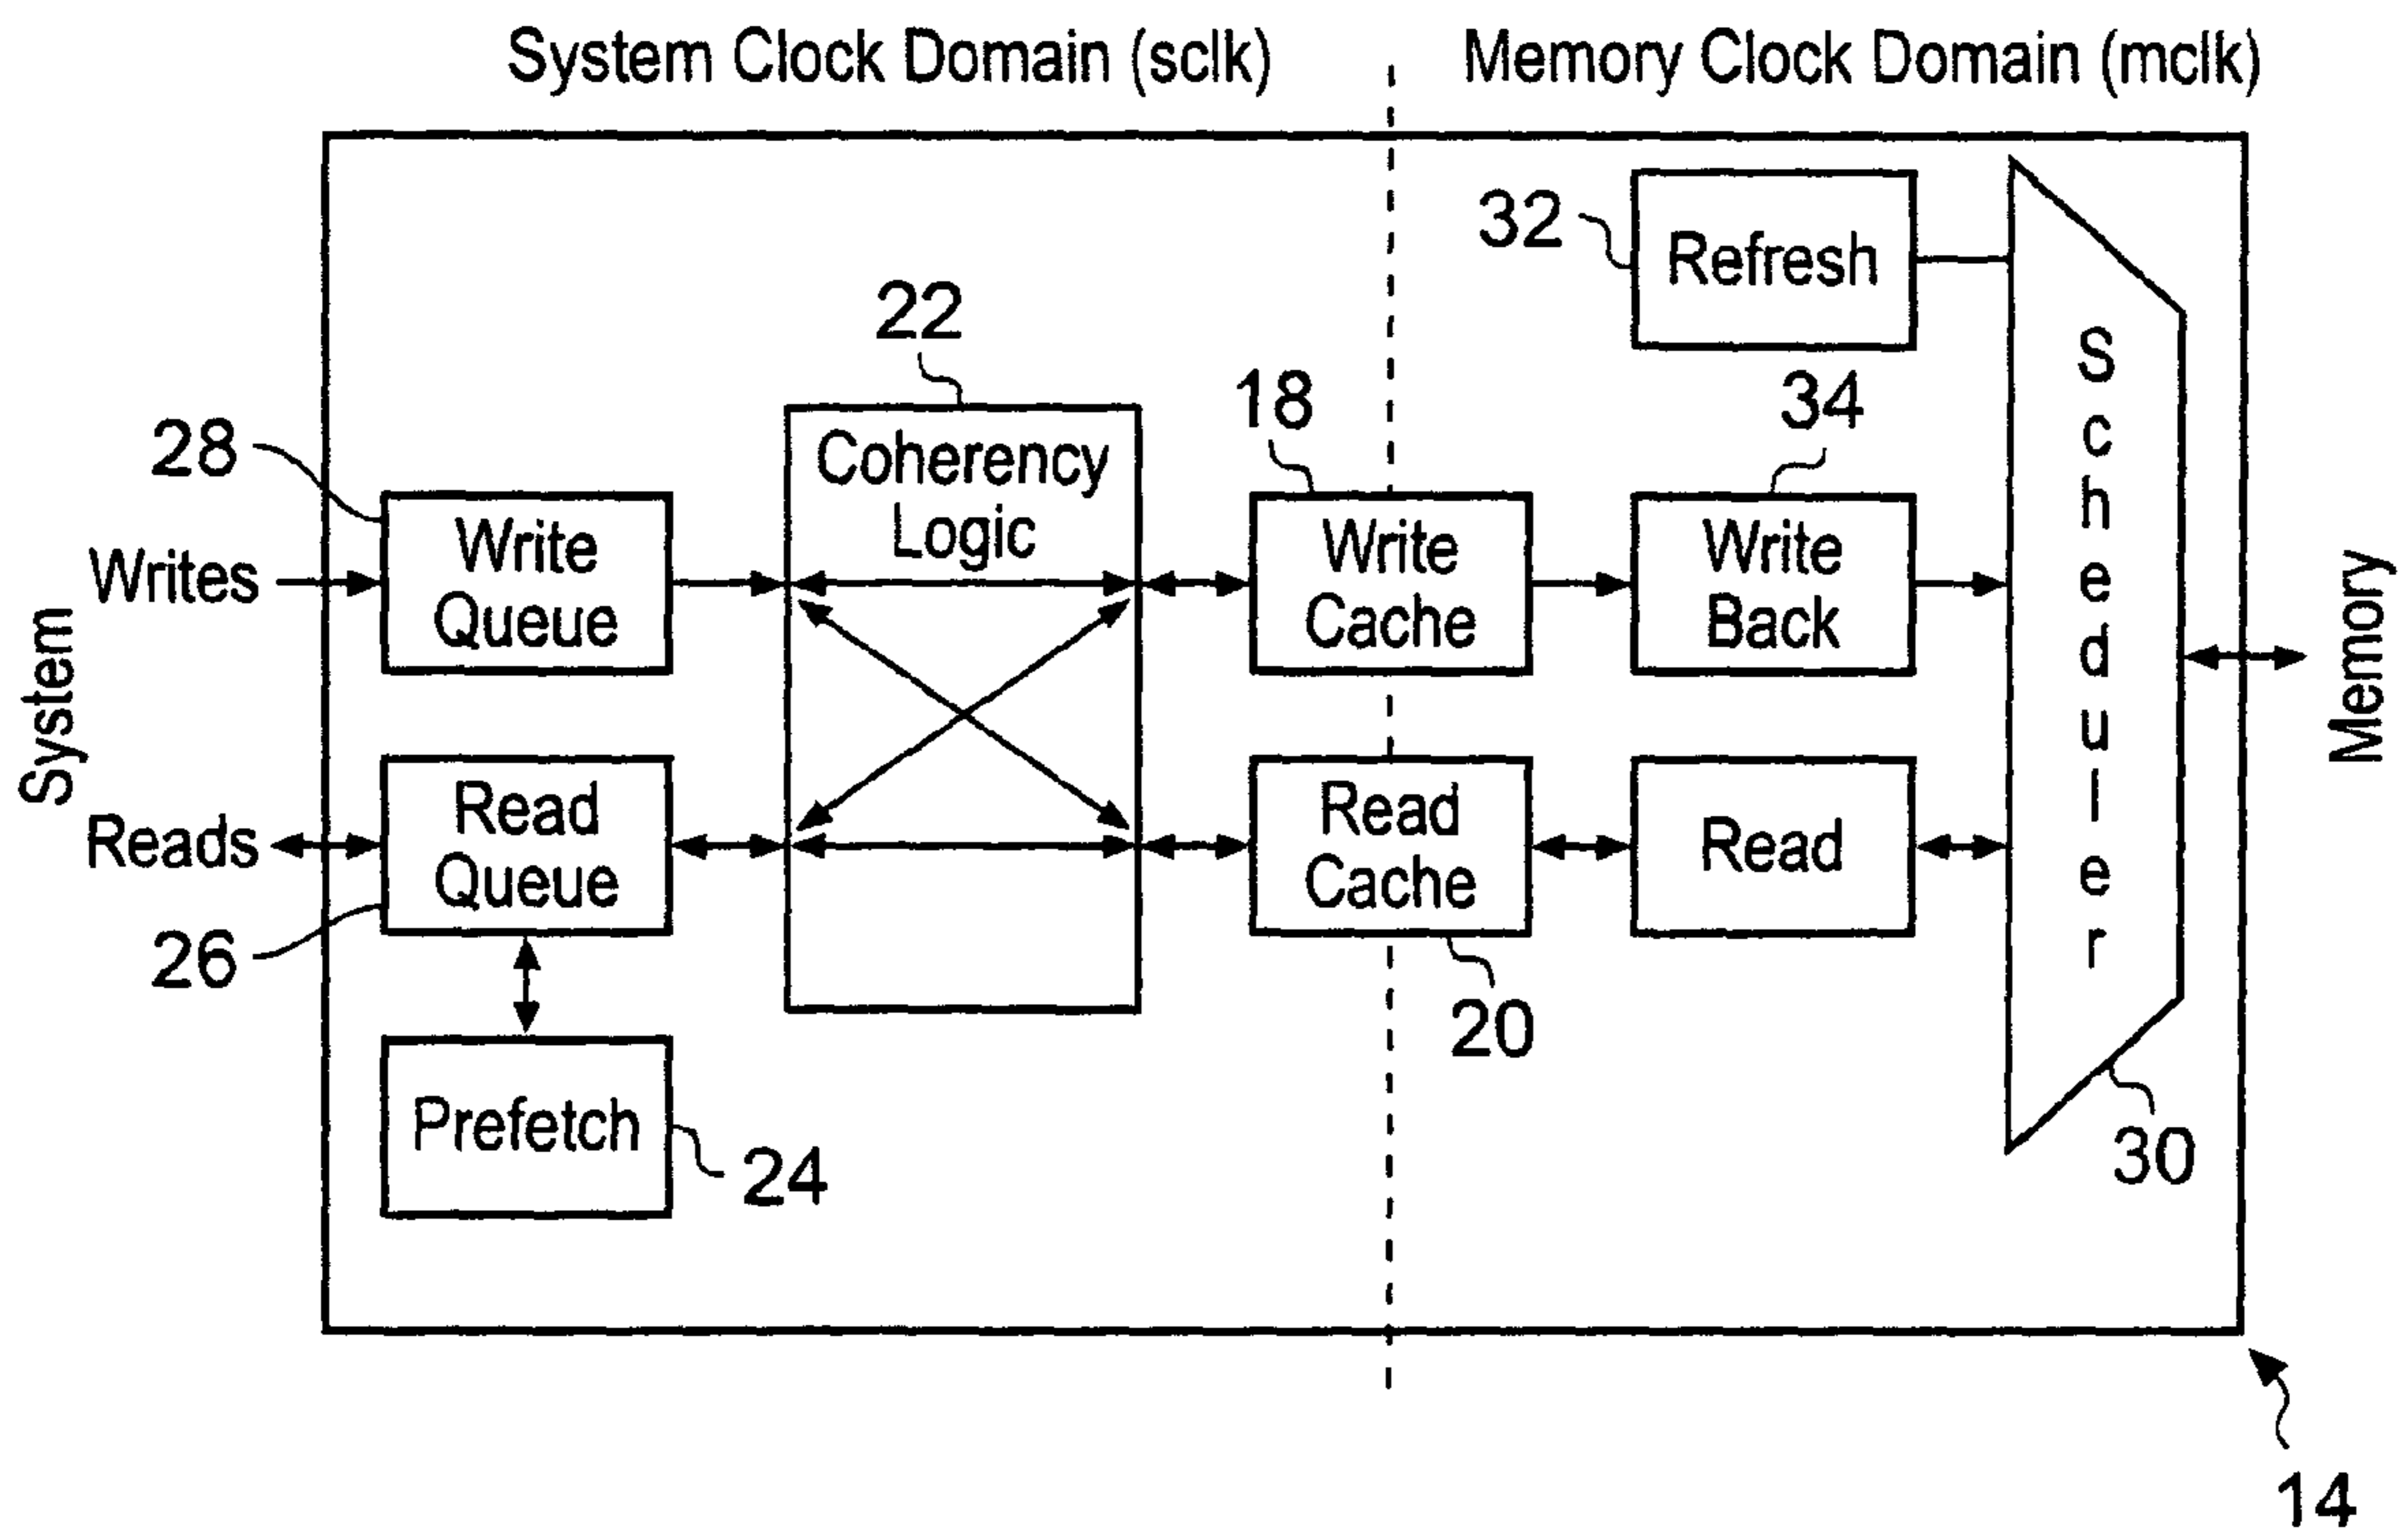 System Clock Domain (sclk)
Memory Clock Domain (mclk)
32
Refresh
22
18
34
28
Coherency
Logic
Write
Queue
Write
Cache
Write
Back
Scheduler
Writes
System
Memory
Reads
Read
Queue
Read
Cache
Read
26
20
Prefetch
24
30
14